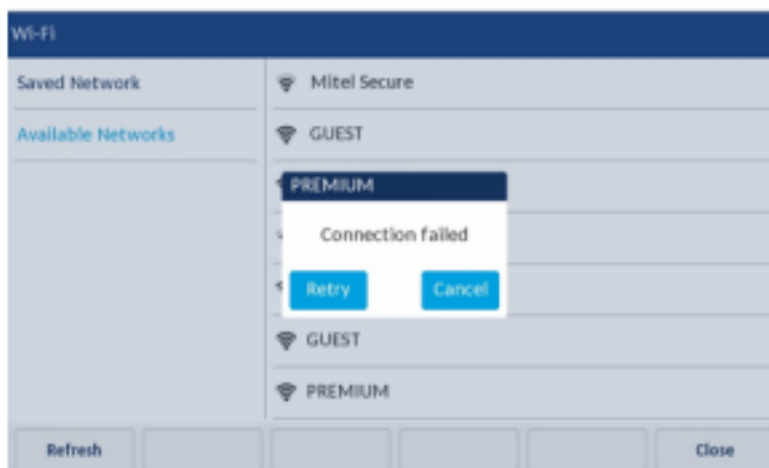 Wi-Fi
Saved Network
Available Networks
Mitel Secure
GUEST
PREMIUM
Connection failed
Retry
Cancel
GUEST
PREMIUM
Refresh
Close